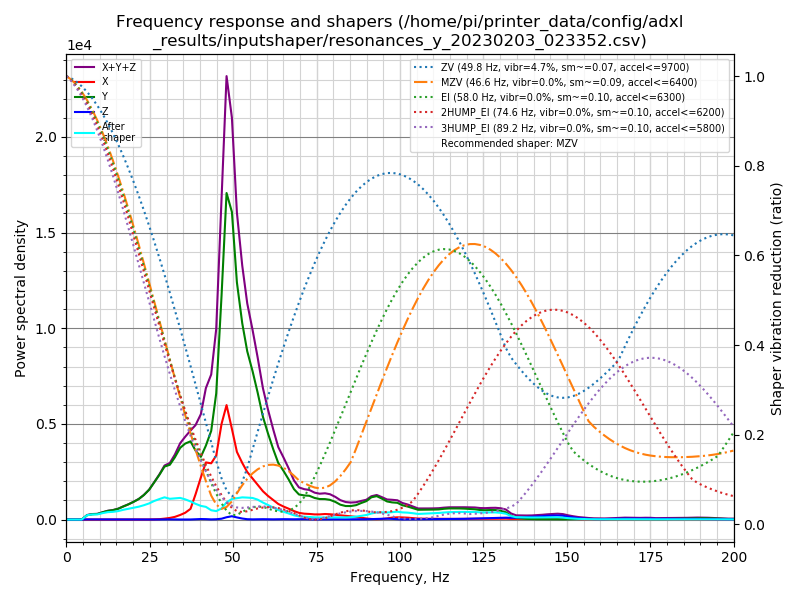 Frequency response and shapers (/home/pi/printer_data/config/adxl
_results/inputshaper/resonances_y_20230203_023352.csv)
1e4
X+Y+Z
X
Y
Z
After
shaper
ZV (49.8 Hz, vibr=4.7%, sm~=0.07, accel<=9700)
MZV (46.6 Hz, vibr=0.0%, sm~=0.09, accel<=6400)
EI (58.0 Hz, vibr=0.0%, sm~=0.10, accel<=6300)
2HUMP_EI (74.6 Hz, vibr=0.0%, sm~=0.10, accel<=6200)
3HUMP_EI (89.2 Hz, vibr=0.0%, sm~=0.10, accel<=5800)
Recommended shaper: MZV
Power spectral density
2.0
1.5
1.0
0.5
0.0
1.0
0.8
0.6
0.4
0.2
0.0
Shaper vibration reduction (ratio)
0 25 50 75 100 125 150 175 200
Frequency, Hz